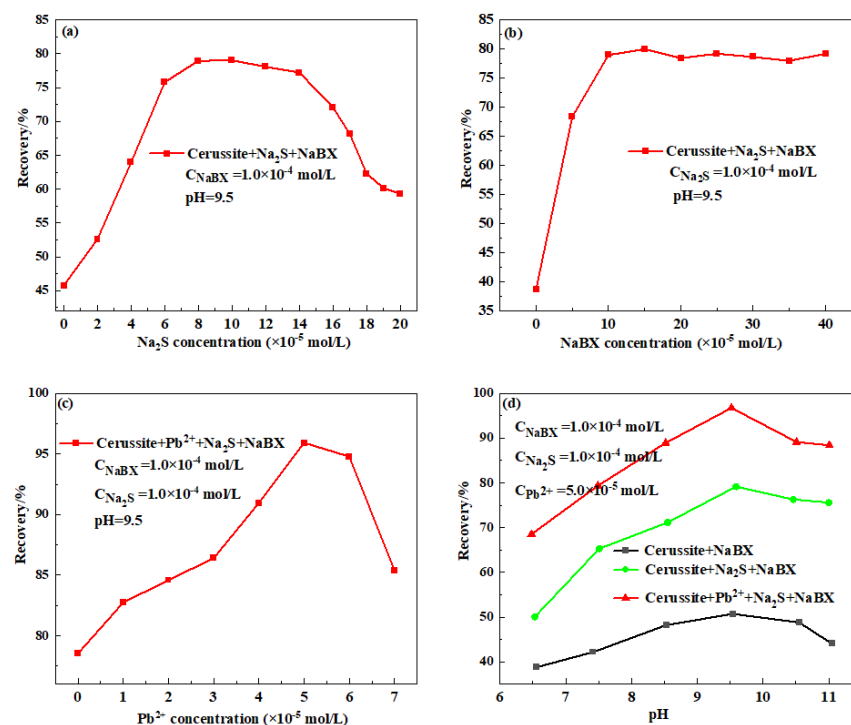 (a)
85
80
75
70
65
60
55
50
45
Recovery/%
Cerussite+Na₂S+NaBX
C_NaBX =1.0×10⁻⁴ mol/L
pH=9.5
0 2 4 6 8 10 12 14 16 18 20
Na₂S concentration (×10⁻⁵ mol/L)
(b)
85
80
75
70
65
60
55
50
45
40
35
Recovery/%
Cerussite+Na₂S+NaBX
C_Na₂S =1.0×10⁻⁴ mol/L
pH=9.5
0 10 20 30 40
NaBX concentration (×10⁻⁵ mol/L)
(c)
100
95
90
85
80
Recovery/%
Cerussite+Pb²⁺+Na₂S+NaBX
C_NaBX =1.0×10⁻⁴ mol/L
C_Na₂S =1.0×10⁻⁴ mol/L
pH=9.5
0 1 2 3 4 5 6 7
Pb²⁺ concentration (×10⁻⁵ mol/L)
(d)
100
90
80
70
60
50
40
Recovery/%
C_NaBX =1.0×10⁻⁴ mol/L
C_Na₂S =1.0×10⁻⁴ mol/L
C_Pb²⁺ =5.0×10⁻⁵ mol/L
Cerussite+NaBX
Cerussite+Na₂S+NaBX
Cerussite+Pb²⁺+Na₂S+NaBX
6 7 8 9 10 11
pH